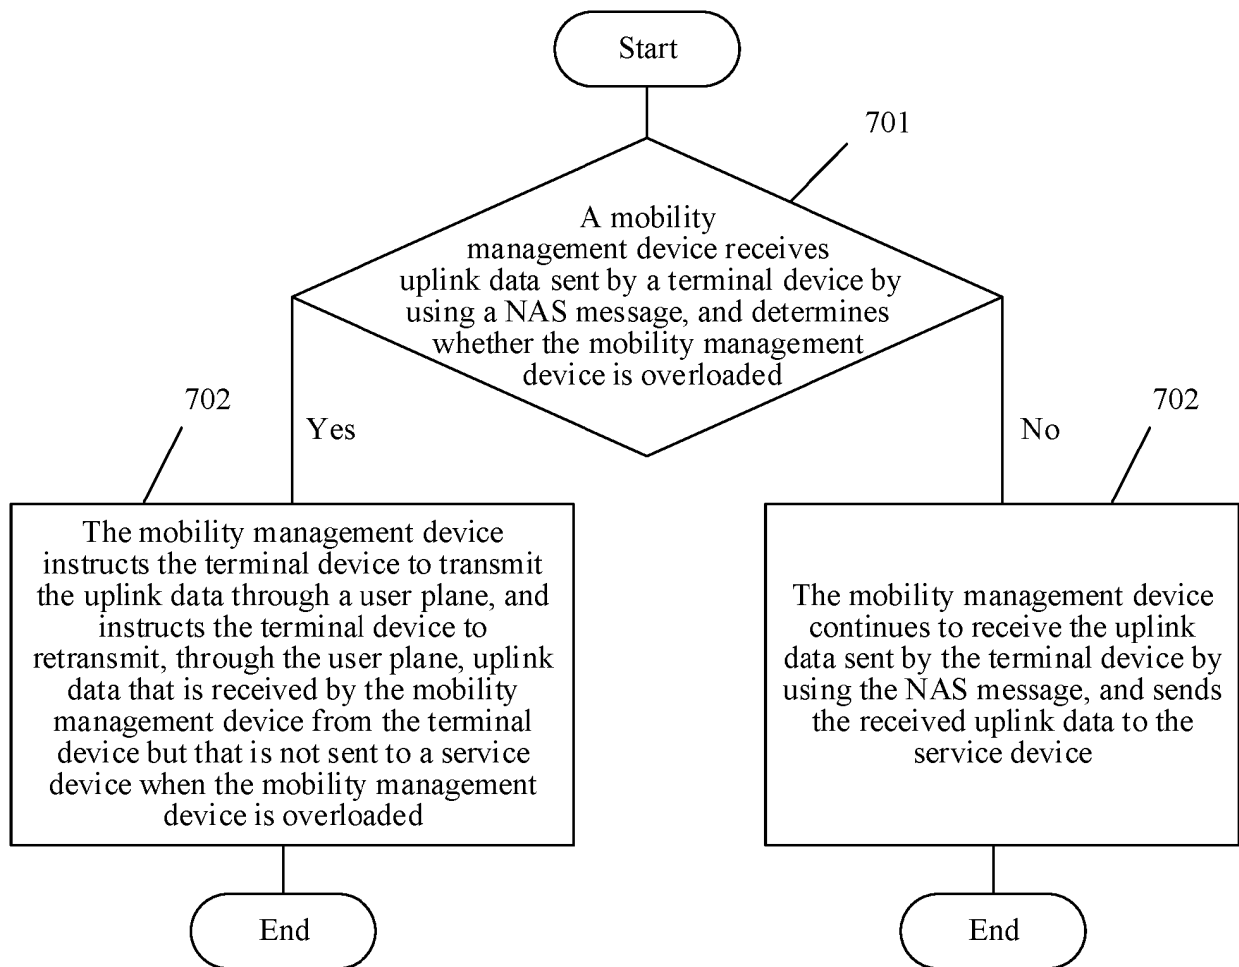 Start
701
A mobility
management device receives
uplink data sent by a terminal device by
using a NAS message, and determines
whether the mobility management
device is overloaded
702
Yes
No
702
The mobility management device
instructs the terminal device to transmit
the uplink data through a user plane, and
instructs the terminal device to
retransmit, through the user plane, uplink
data that is received by the mobility
management device from the terminal
device but that is not sent to a service
device when the mobility management
device is overloaded
The mobility management device
continues to receive the uplink
data sent by the terminal device by
using the NAS message, and sends
the received uplink data to the
service device
End
End